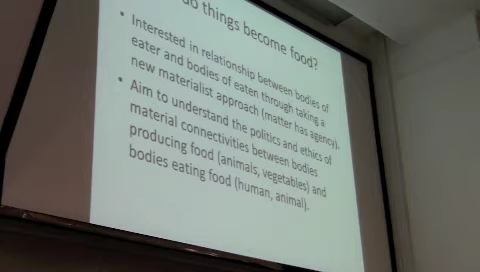 do things become food?
• Interested in relationship between bodies of
eater and bodies of eaten through taking a
new materialist approach (matter has agency).
• Aim to understand the politics and ethics of
material connectivities between bodies
producing food (animals, vegetables) and
bodies eating food (human, animal).